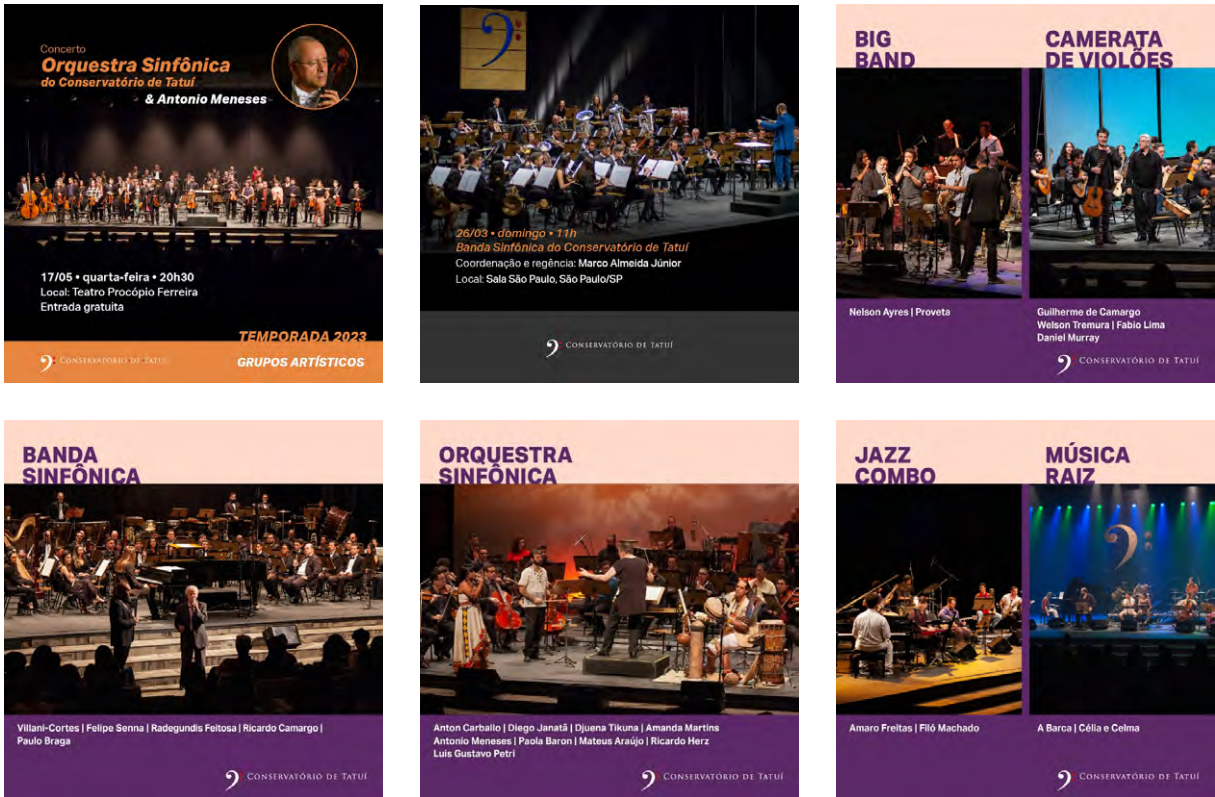 Concerto
Orquestra Sinfônica
do Conservatório de Tatuí
& Antonio Meneses
17/05 • quarta-feira • 20h30
Local: Teatro Procópio Ferreira
Entrada gratuita
TEMPORADA 2023
GRUPOS ARTÍSTICOS
CONSERVATÓRIO DE TATUÍ
26/03 • domingo • 11h
Banda Sinfônica do Conservatório de Tatuí
Coordenação e regência: Marco Almeida Júnior
Local: Sala São Paulo, São Paulo/SP
CONSERVATÓRIO DE TATUÍ
BIG
BAND
CAMERATA
DE VIOLÕES
Nelson Ayres | Proveta
Guilherme de Camargo
Welson Tremura | Fabio Lima
Daniel Murray
CONSERVATÓRIO DE TATUÍ
BANDA
SINFÔNICA
Villani-Cortes | Felipe Senna | Radegundis Feitosa | Ricardo Camargo |
Paulo Braga
CONSERVATÓRIO DE TATUÍ
ORQUESTRA
SINFÔNICA
Anton Carballo | Diego Janatã | Djuena Tikuna | Amanda Martins
Antonio Meneses | Paola Baron | Mateus Araújo | Ricardo Herz
Luis Gustavo Petri
CONSERVATÓRIO DE TATUÍ
JAZZ
COMBO
MÚSICA
RAIZ
Amaro Freitas | Filó Machado
A Barca | Célia e Celma
CONSERVATÓRIO DE TATUÍ